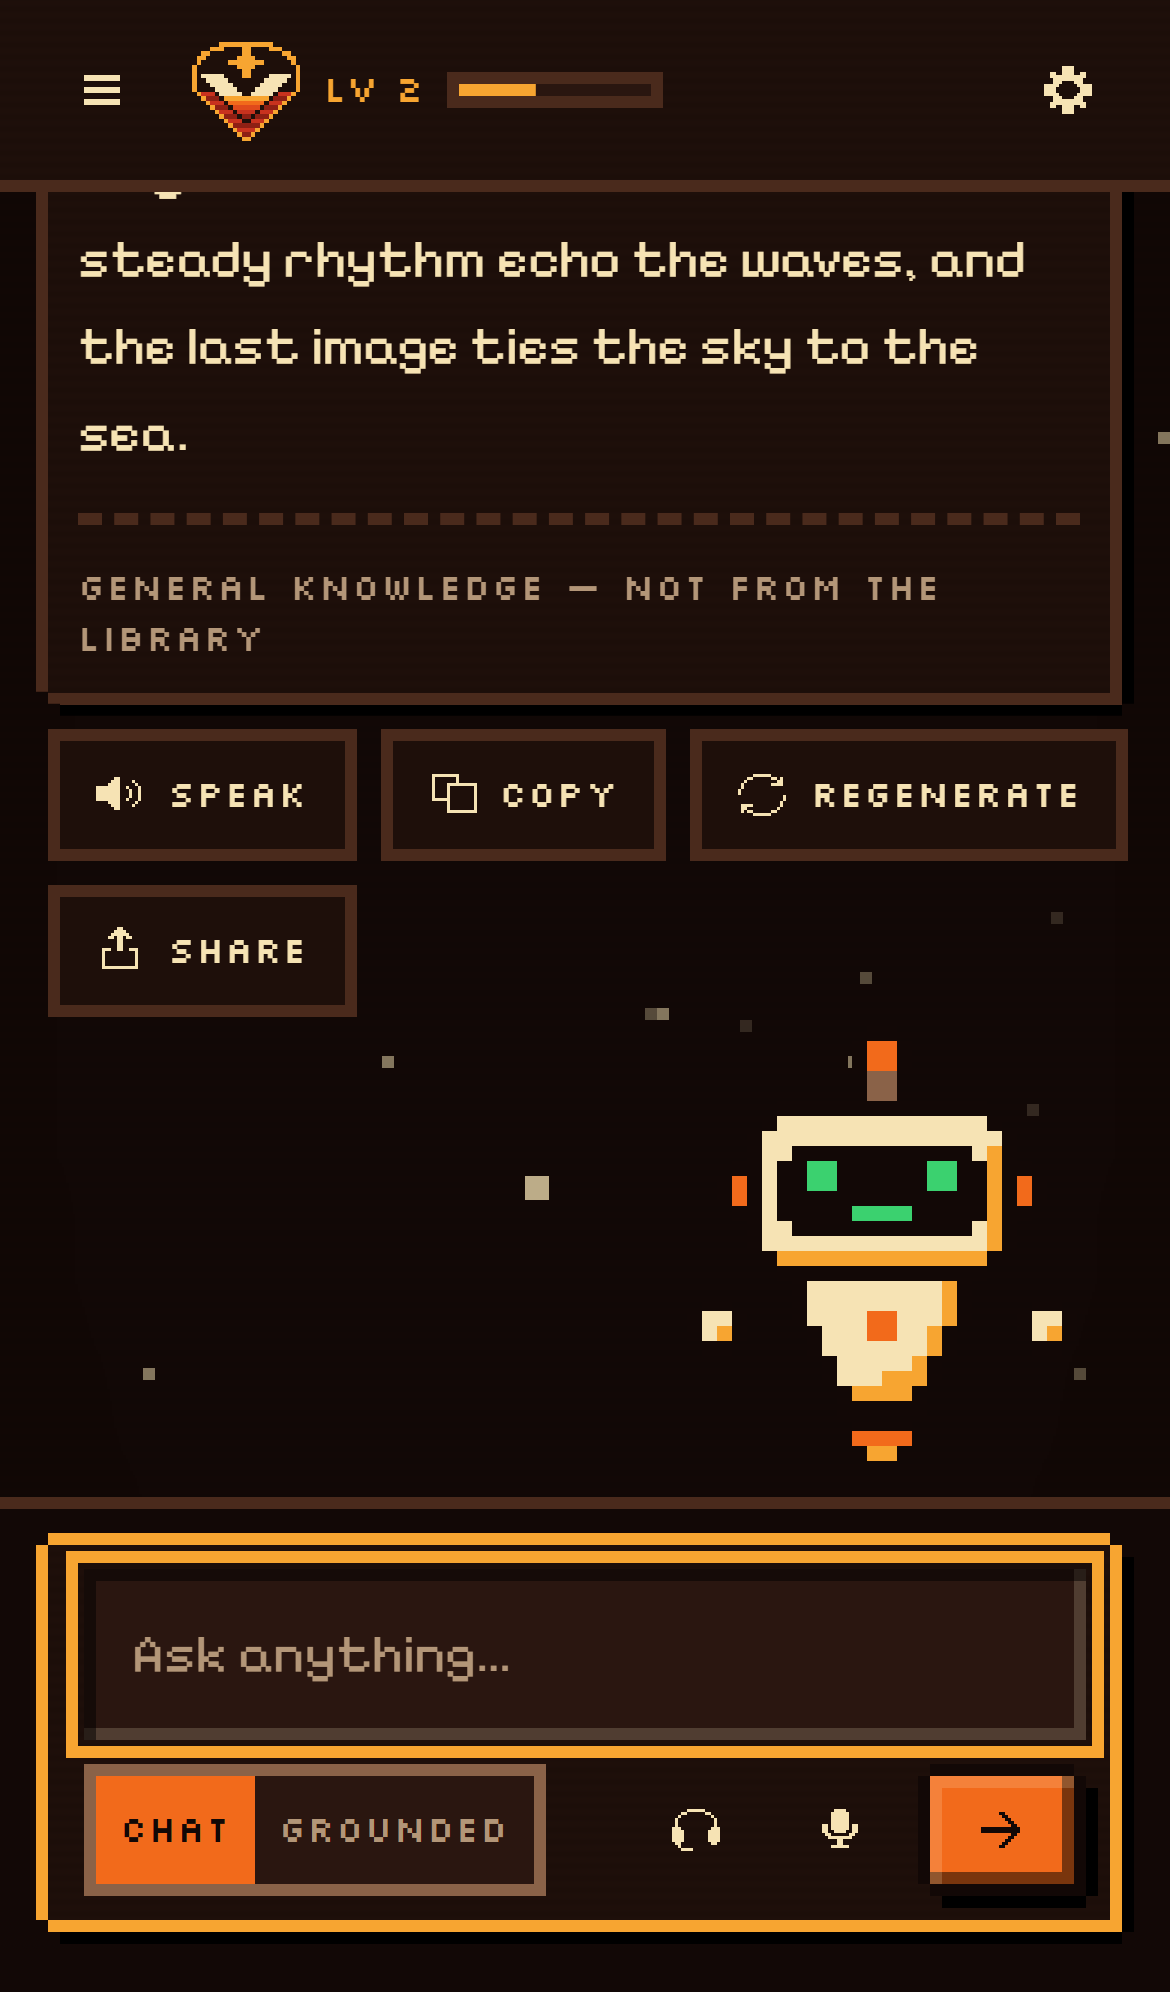 LV 2
steady rhythm echo the waves, and
the last image ties the sky to the
sea.
GENERAL KNOWLEDGE — NOT FROM THE
LIBRARY
SPEAK
COPY
REGENERATE
SHARE
Ask anything...
CHAT
GROUNDED